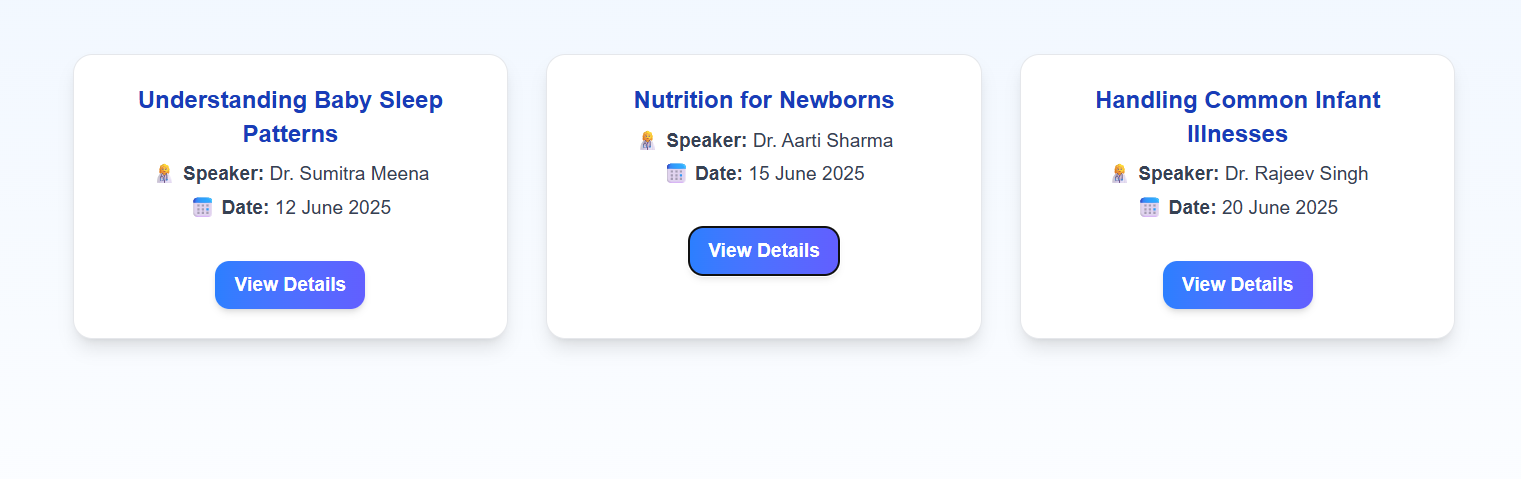 Understanding Baby Sleep
Patterns
Speaker: Dr. Sumitra Meena
Date: 12 June 2025
View Details
Nutrition for Newborns
Speaker: Dr. Aarti Sharma
Date: 15 June 2025
View Details
Handling Common Infant
Illnesses
Speaker: Dr. Rajeev Singh
Date: 20 June 2025
View Details